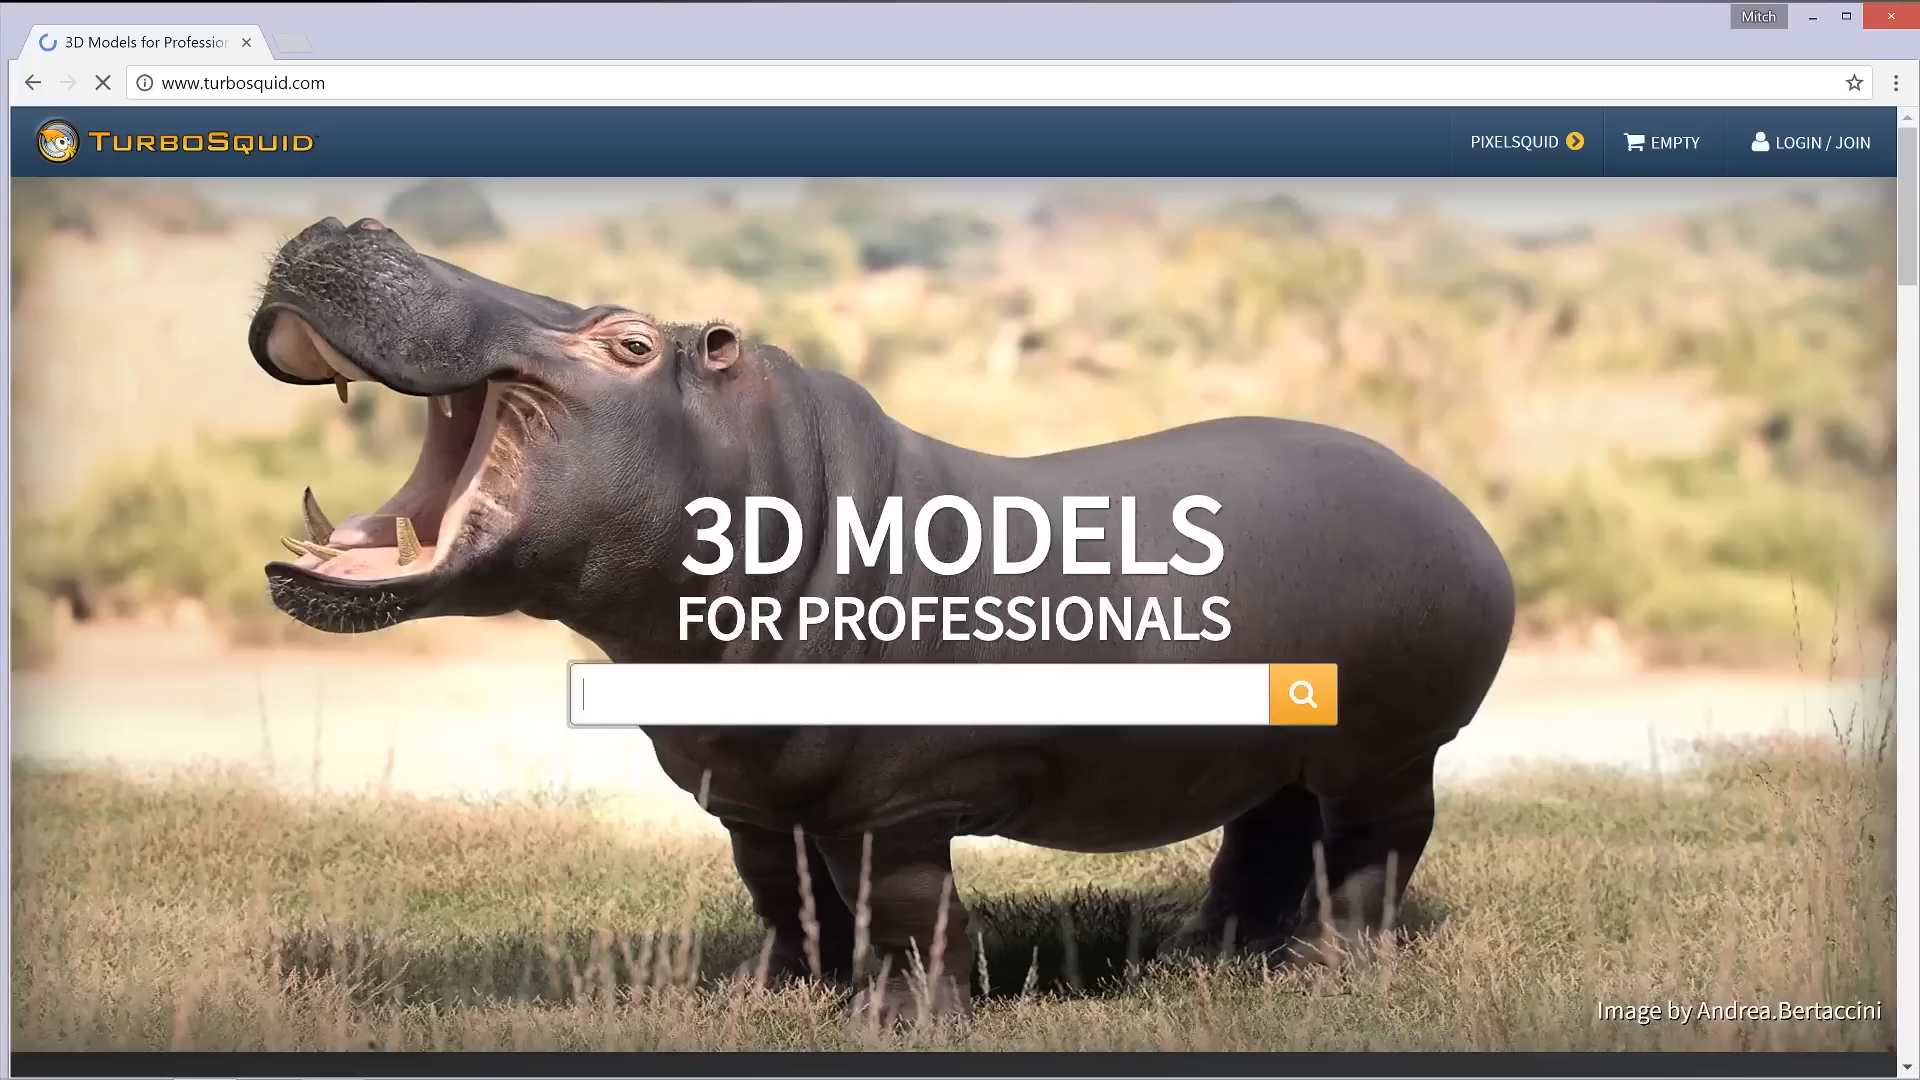 Mitch
3D Models for Profession
www.turbosquid.com
TURBOSQUID
PIXELSQUID
EMPTY
LOGIN / JOIN
3D MODELS
FOR PROFESSIONALS
Image by Andrea.Bertaccini